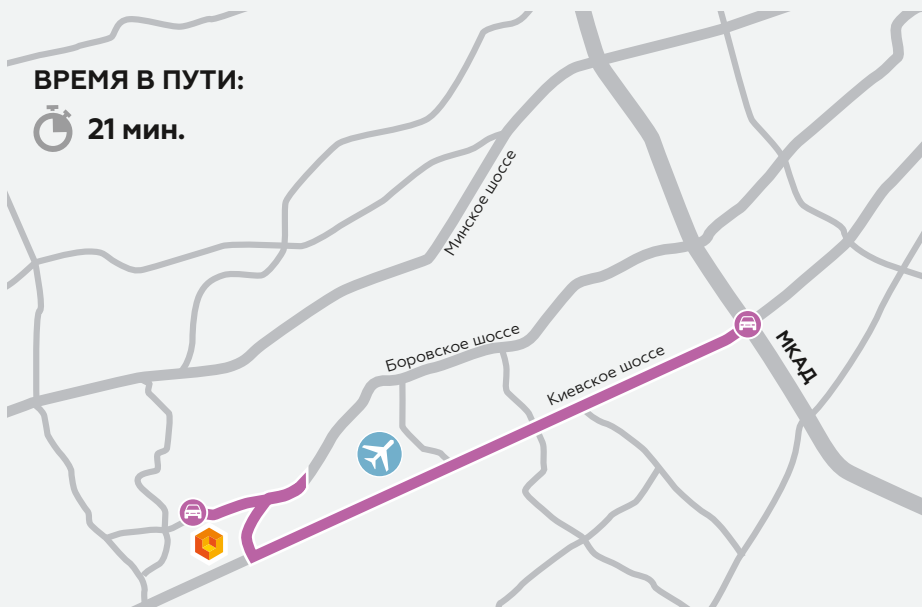 ВРЕМЯ В ПУТИ:
21 мин.
Минское шоссе
Боровское шоссе
Киевское шоссе
МКАД